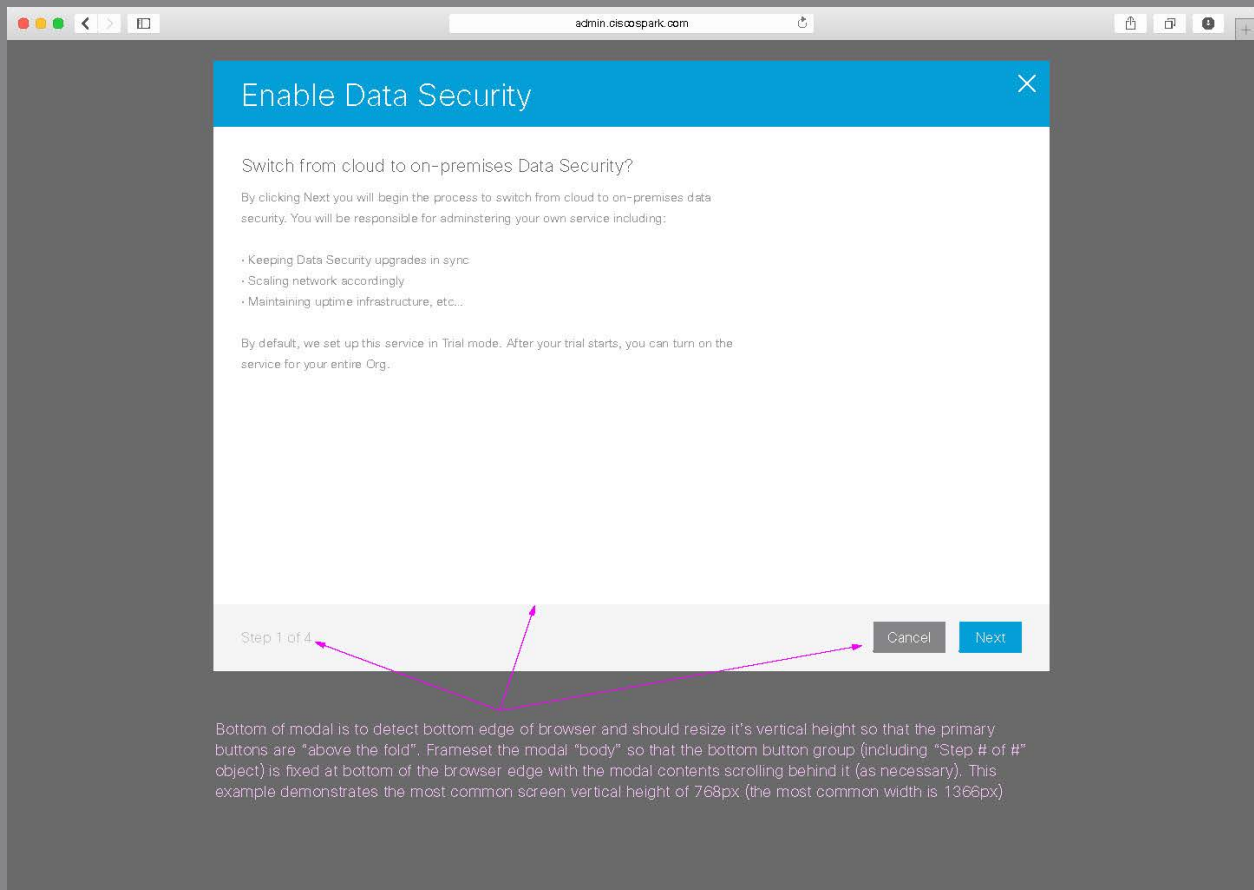 admin.ciscospark.com
Enable Data Security
Switch from cloud to on-premises Data Security?
By clicking Next you will begin the process to switch from cloud to on-premises data
security. You will be responsible for adminstering your own service including:
• Keeping Data Security upgrades in sync
• Scaling network accordingly
• Maintaining uptime infrastructure, etc...
By default, we set up this service in Trial mode. After your trial starts, you can turn on the
service for your entire Org.
Step 1 of 4
Cancel
Next
Bottom of modal is to detect bottom edge of browser and should resize it's vertical height so that the primary
buttons are "above the fold". Frameset the modal "body" so that the bottom button group (including "Step # of #"
object) is fixed at bottom of the browser edge with the modal contents scrolling behind it (as necessary). This
example demonstrates the most common screen vertical height of 768px (the most common width is 1366px)